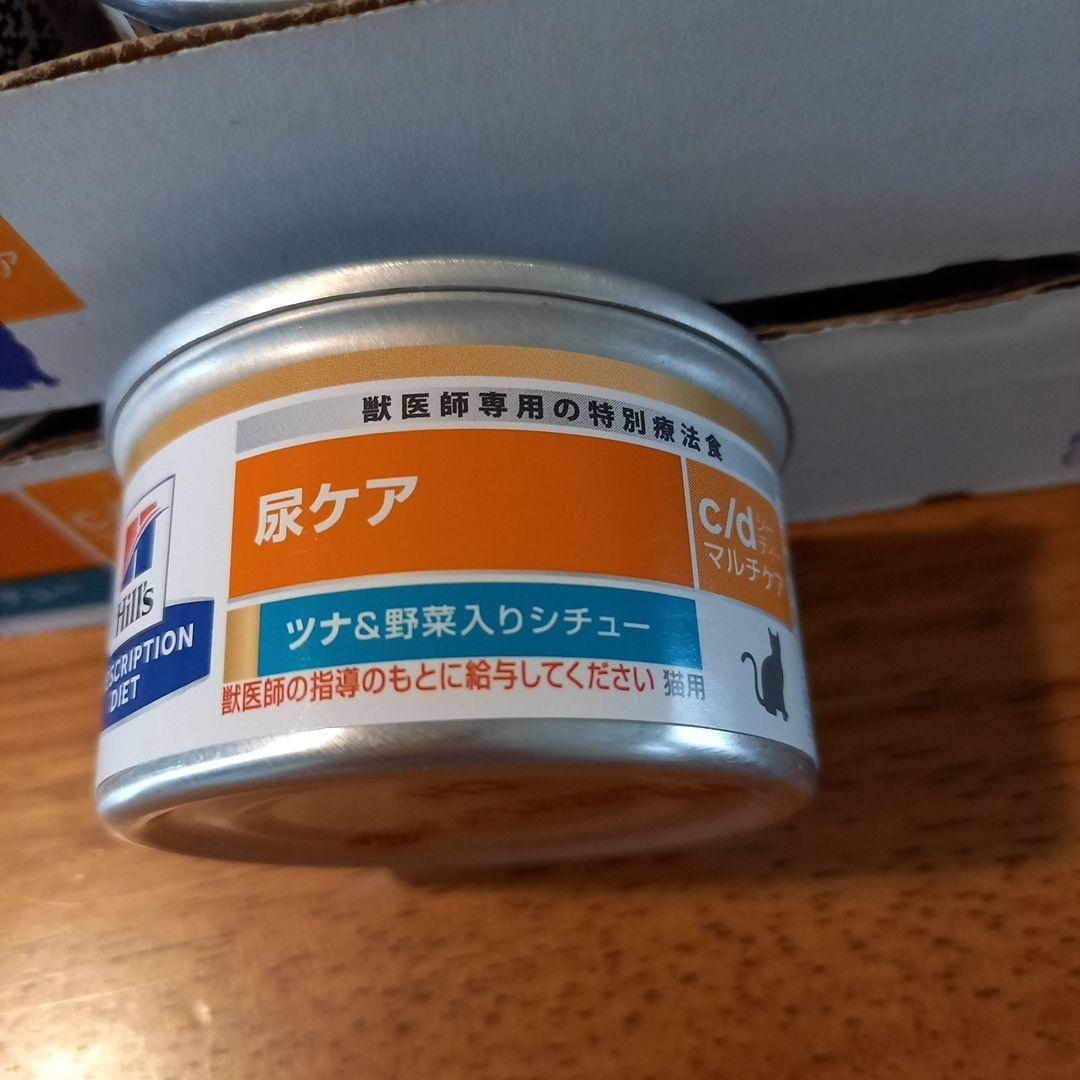 獣医師専用の特別療法食
尿ケア
c/d
マルチケア
Hill's
DIET
ツナ&野菜入りシチュー
獣医師の指導のもとに給与してください 猫用